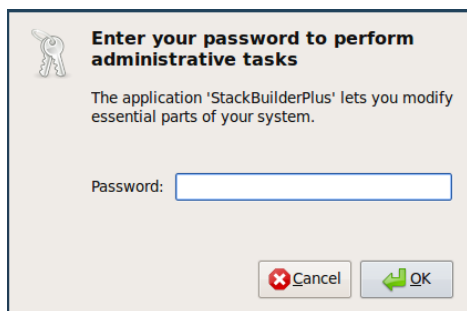 Enter your password to perform
administrative tasks
The application 'StackBuilderPlus' lets you modify
essential parts of your system.
Password:
Cancel
OK